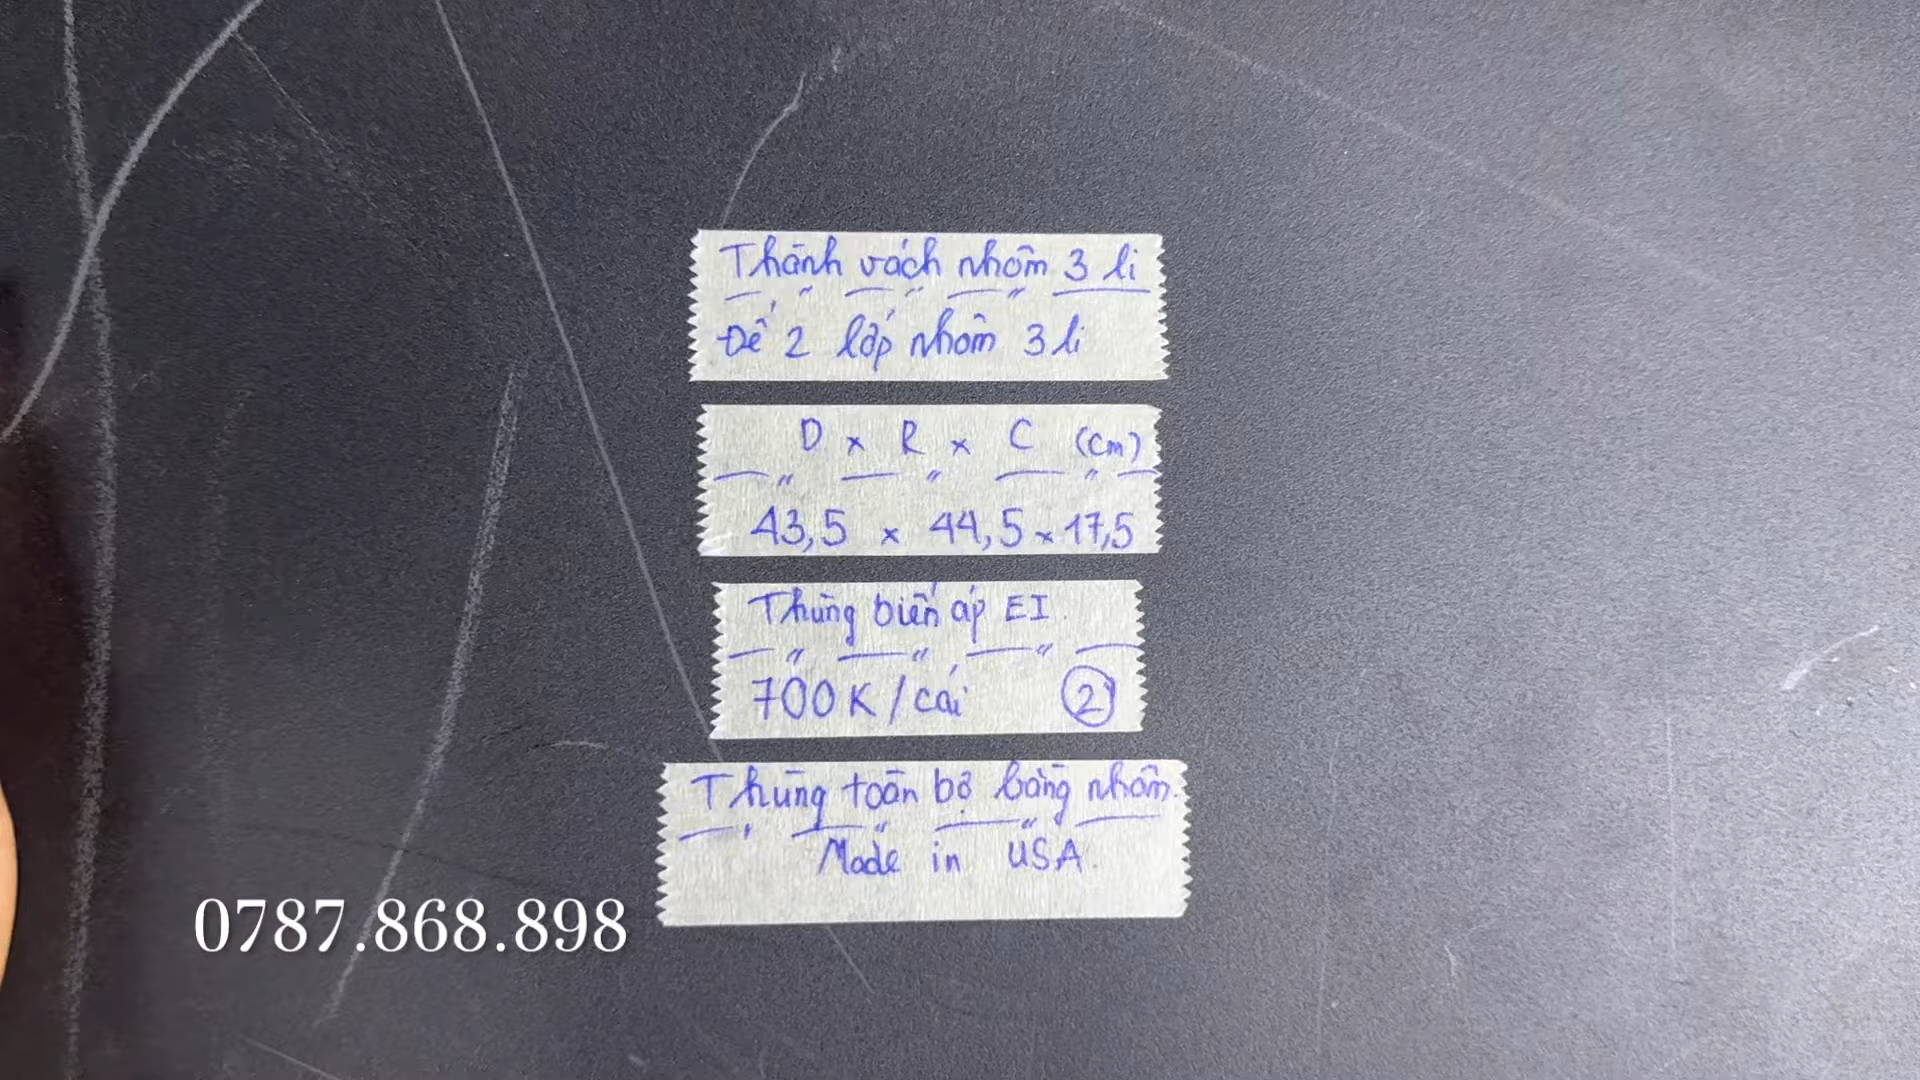 Thành vách nhôm 3 li
Đế 2 lớp nhôm 3 li
D x R x C (cm)
43,5 x 44,5 x 17,5
Thùng biến áp EI
700K/cái 2
Thùng toàn bộ bằng nhôm.
Made in USA.
0787.868.898